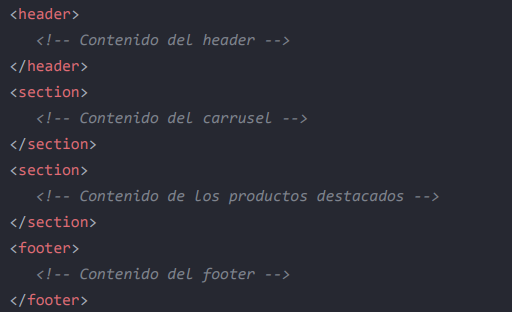 <header>
<!-- Contenido del header -->
</header>
<section>
<!-- Contenido del carrusel -->
</section>
<section>
<!-- Contenido de los productos destacados -->
</section>
<footer>
<!-- Contenido del footer -->
</footer>